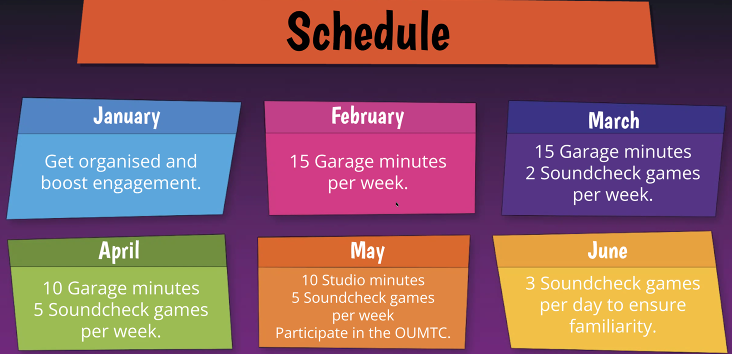 Schedule
January
Get organised and
boost engagement.
February
15 Garage minutes
per week.
March
15 Garage minutes
2 Soundcheck games
per week.
April
10 Garage minutes
5 Soundcheck games
per week.
May
10 Studio minutes
5 Soundcheck games
per week
Participate in the OUMTC.
June
3 Soundcheck games
per day to ensure
familiarity.